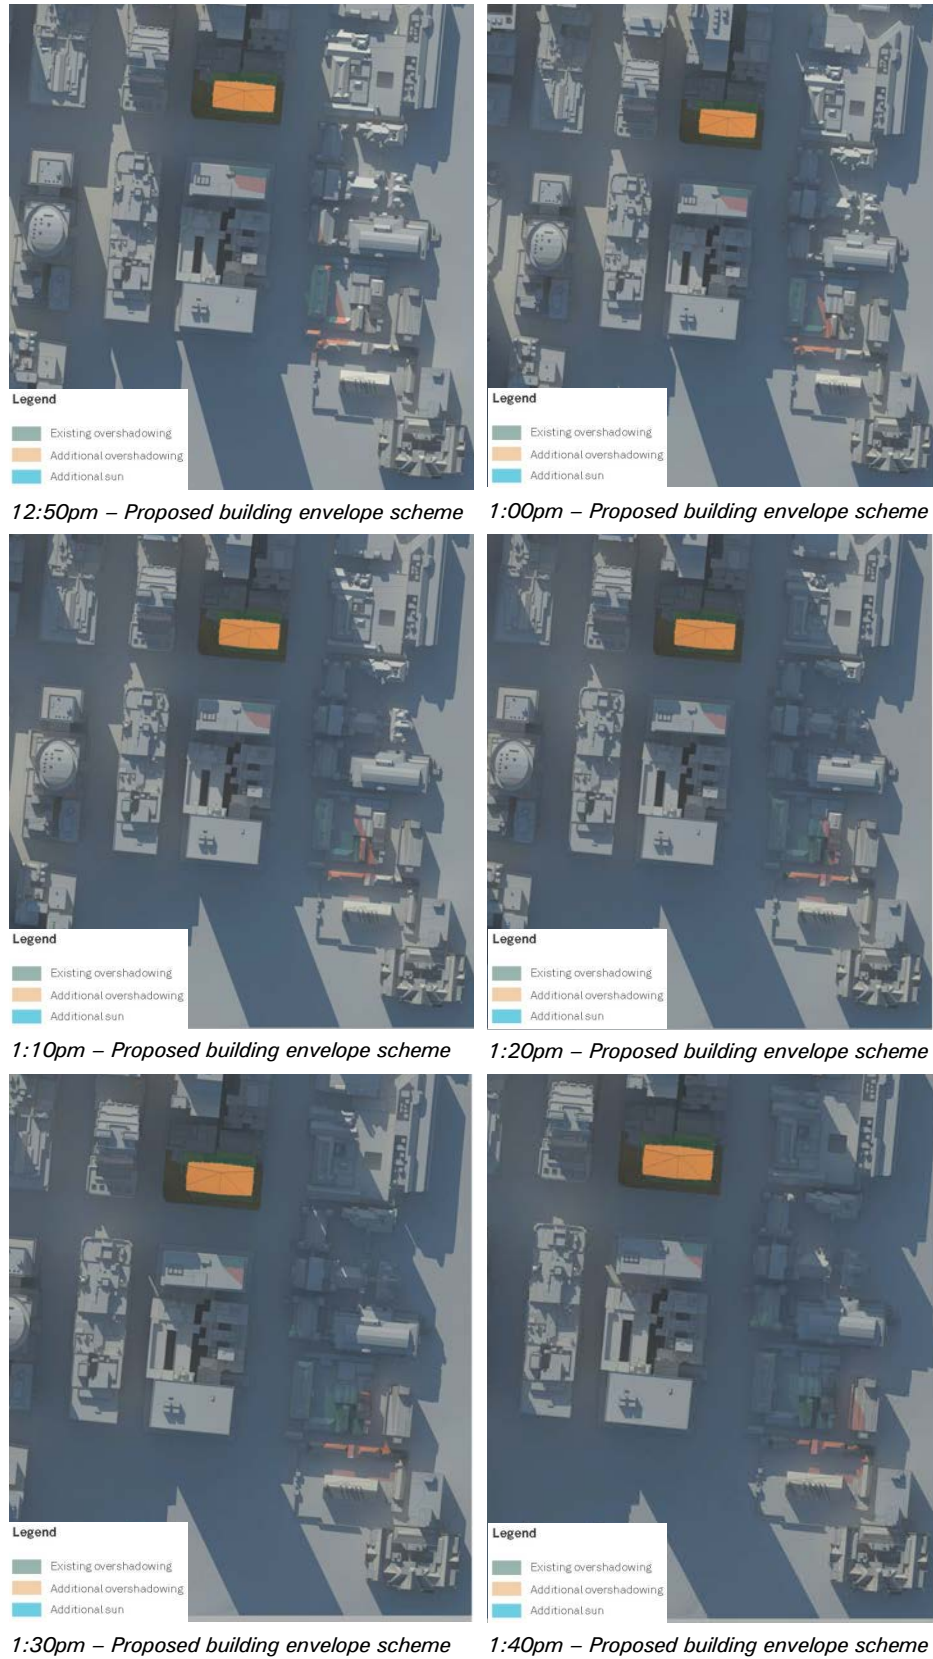 Legend
Existing overshadowing
Additional overshadowing
Additional sun
12:50pm – Proposed building envelope scheme
Legend
Existing overshadowing
Additional overshadowing
Additional sun
1:00pm – Proposed building envelope scheme
Legend
Existing overshadowing
Additional overshadowing
Additional sun
1:10pm – Proposed building envelope scheme
Legend
Existing overshadowing
Additional overshadowing
Additional sun
1:20pm – Proposed building envelope scheme
Legend
Existing overshadowing
Additional overshadowing
Additional sun
1:30pm – Proposed building envelope scheme
Legend
Existing overshadowing
Additional overshadowing
Additional sun
1:40pm – Proposed building envelope scheme